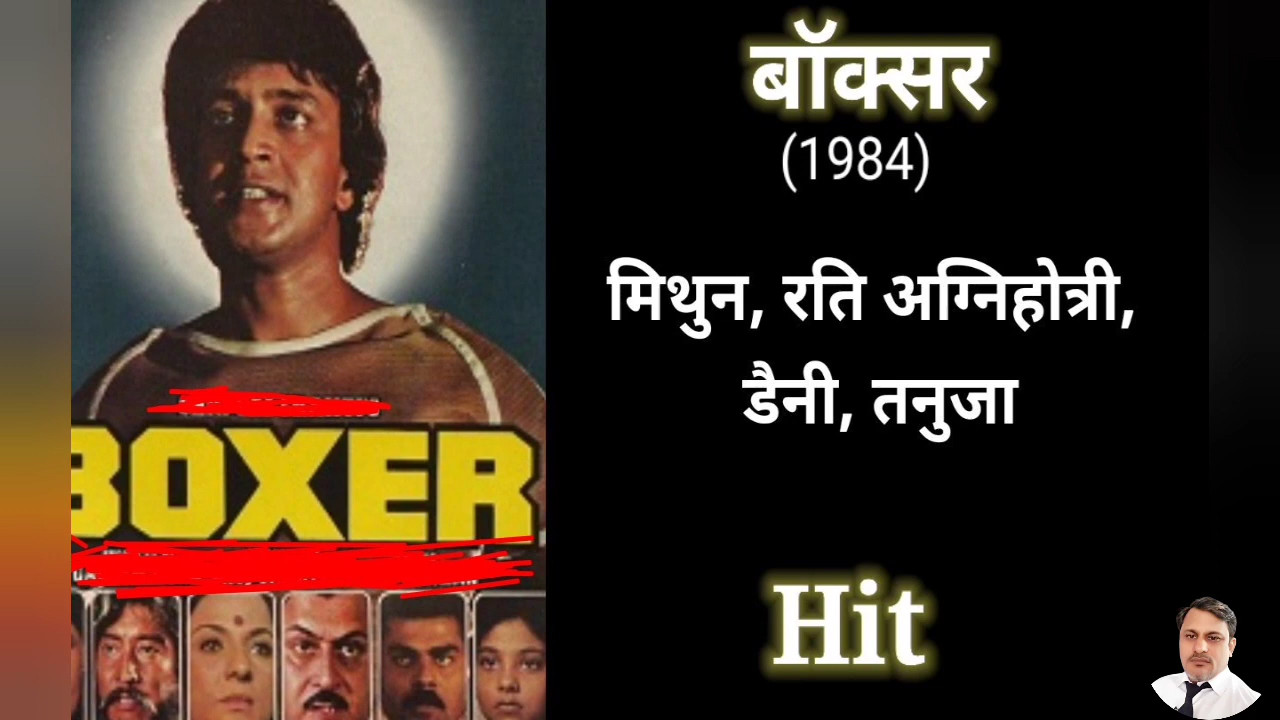 BOXER
बॉक्सर
(1984)
मिथुन, रति अग्निहोत्री,
डैनी, तनुजा
Hit